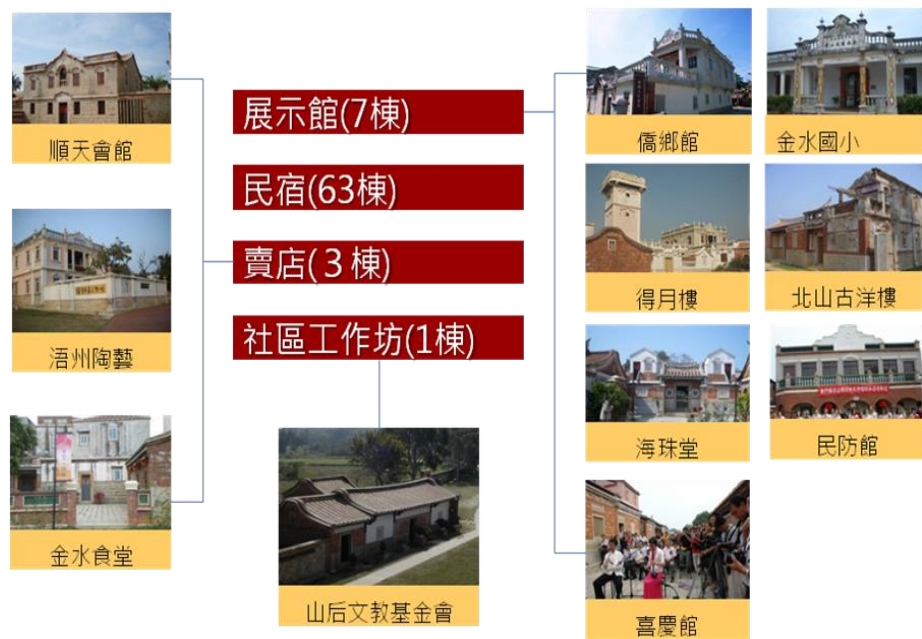 順天會館
浯州陶藝
金水食堂
展示館(7棟)
民宿(63棟)
賣店(３棟)
社區工作坊(1棟)
山后文教基金會
僑鄉館
金水國小
得月樓
北山古洋樓
海珠堂
民防館
喜慶館